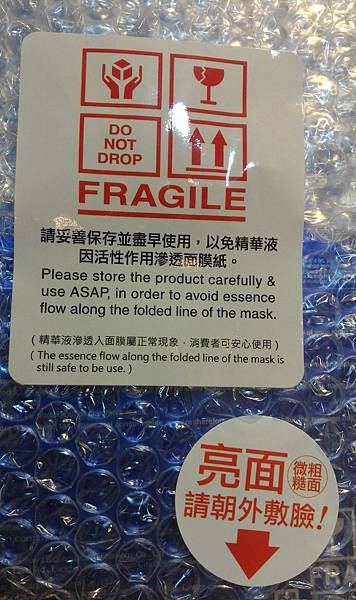 DO
NOT
DROP
FRAGILE
請妥善保存並盡早使用，以免精華液
因活性作用滲透面膜紙。
Please store the product carefully &
use ASAP, in order to avoid essence
flow along the folded line of the mask.
（精華液滲透人面膜屬正常現象，消費者可安心使用）
（The essence flow along the folded line of the mask is
still safe to be use.）
亮面
微粗
糙面
請朝外敷臉！